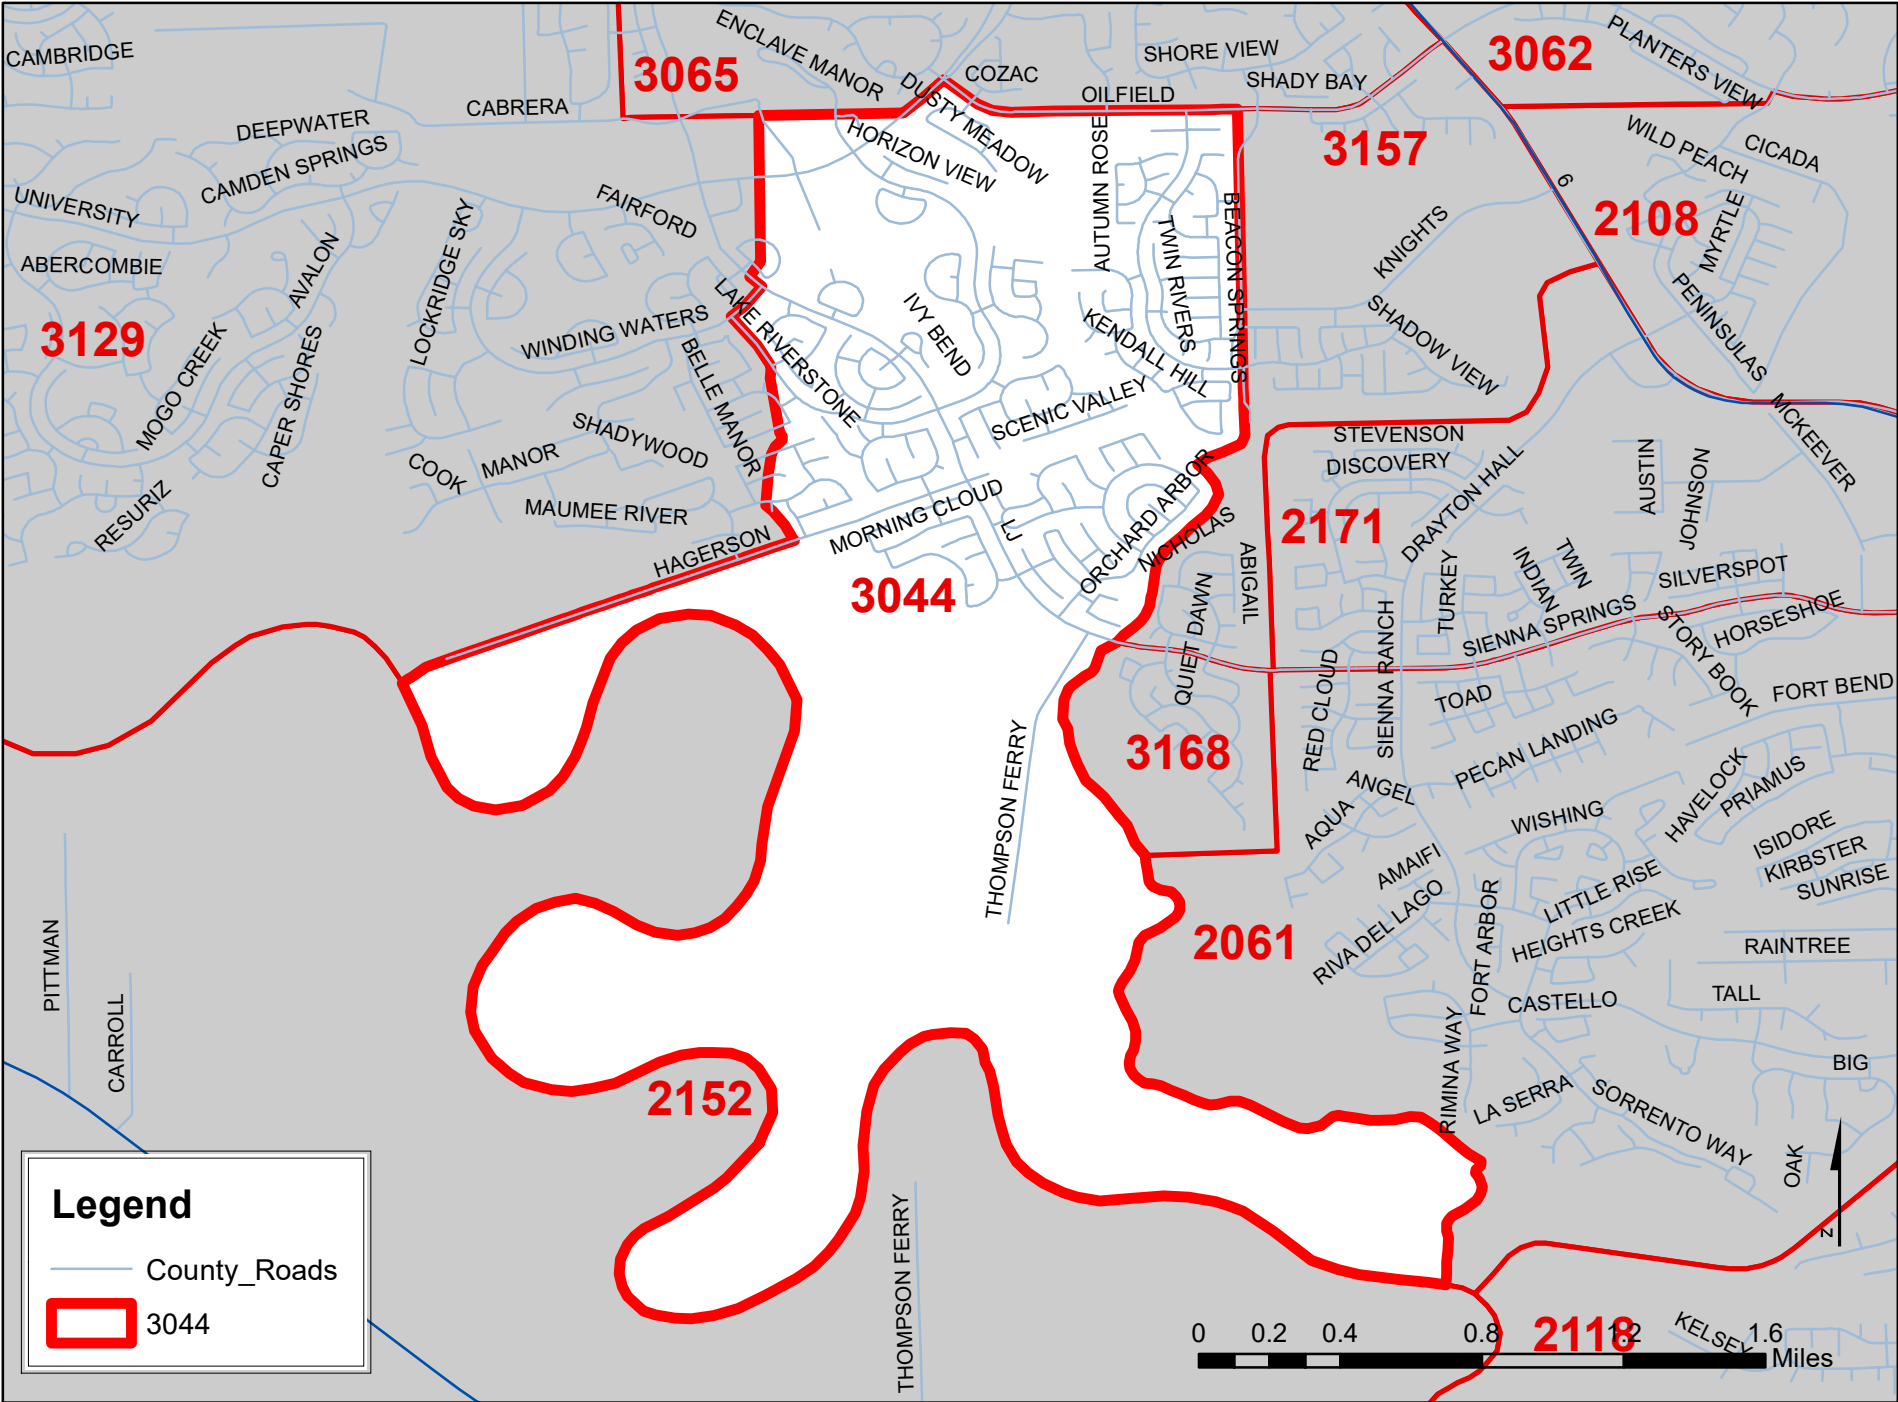 CAMBRIDGE
ENCLAVE MANOR
SHORE VIEW
PLANTERS VIEW
3062
3065
COZAC
SHADY BAY
DUSTY MEADOW
OILFIELD
CABRERA
DEEPWATER
HORIZON VIEW
3157
WILD PEACH
CICADA
CAMDEN SPRINGS
UNIVERSITY
FAIRFORD
AUTUMN ROSE
6
2108
MYRTLE
LOCKRIDGE SKY
TWIN RIVERS
BEACON SPRINGS
KNIGHTS
ABERCOMBIE
AVALON
PENINSULAS
LAKE RIVERSTONE
IVY BEND
3129
WINDING WATERS
KENDALL HILL
SHADOW VIEW
MOGO CREEK
CAPER SHORES
BELLE MANOR
SCENIC VALLEY
MCKEEVER
SHADYWOOD
STEVENSON
DISCOVERY
COOK
MANOR
DRAYTON HALL
AUSTIN
JOHNSON
RESURIZ
MAUMEE RIVER
MORNING CLOUD
LJ
ORCHARD ARBOR
NICHOLAS
2171
HAGERSON
ABIGAIL
TURKEY
INDIAN
TWIN
SILVERSPOT
3044
QUIET DAWN
SIENNA SPRINGS
HORSESHOE
STORY BOOK
RED CLOUD
SIENNA RANCH
TOAD
FORT BEND
3168
THOMPSON FERRY
PECAN LANDING
ANGEL
AQUA
HAVELOCK
PRIAMUS
WISHING
ISIDORE
KIRBSTER
SUNRISE
AMAIFI
LITTLE RISE
RIVA DEL LAGO
FORT ARBOR
HEIGHTS CREEK
2061
RAINTREE
PITTMAN
CARROLL
CASTELLO
TALL
RIMINA WAY
BIG
2152
LA SERRA
SORRENTO WAY
OAK
THOMPSON FERRY
Z
Legend
County_Roads
3044
2118
KELSEY
0 0.2 0.4 0.8 1.2 1.6
Miles